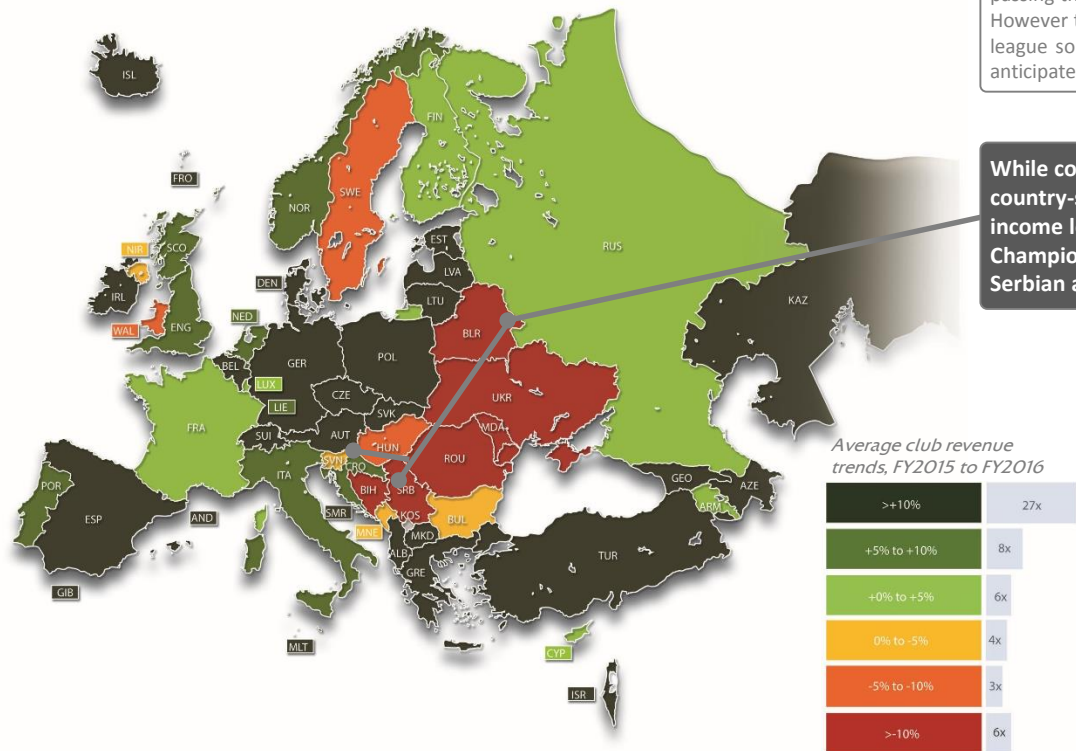 passing th
However t
league so
anticipate
ISL
FIN
FRO
SWE
NOR
While co
country-s
income l
Champio
Serbian a
RUS
EST
SCO
NIR
LVA
DEN
KAZ
IRL
LTU
NED
ENG
WAL
BLR
BEL
GER
POL
LUX
UKR
CZE
LIE
SVK
MDA
FRA
AUT
SUI
HUN
ROU
SVN
CRO
ITA
POR
BIH
SRB
GEO
AZE
ESP
AND
SMR
KOS
BUL
ARM
MNE
MKD
ALB
TUR
GRE
GIB
MLT
CYP
ISR
Average club revenue
trends, FY2015 to FY2016
>+10% 27x
+5% to +10% 8x
+0% to +5% 6x
0% to -5% 4x
-5% to -10% 3x
>-10% 6x